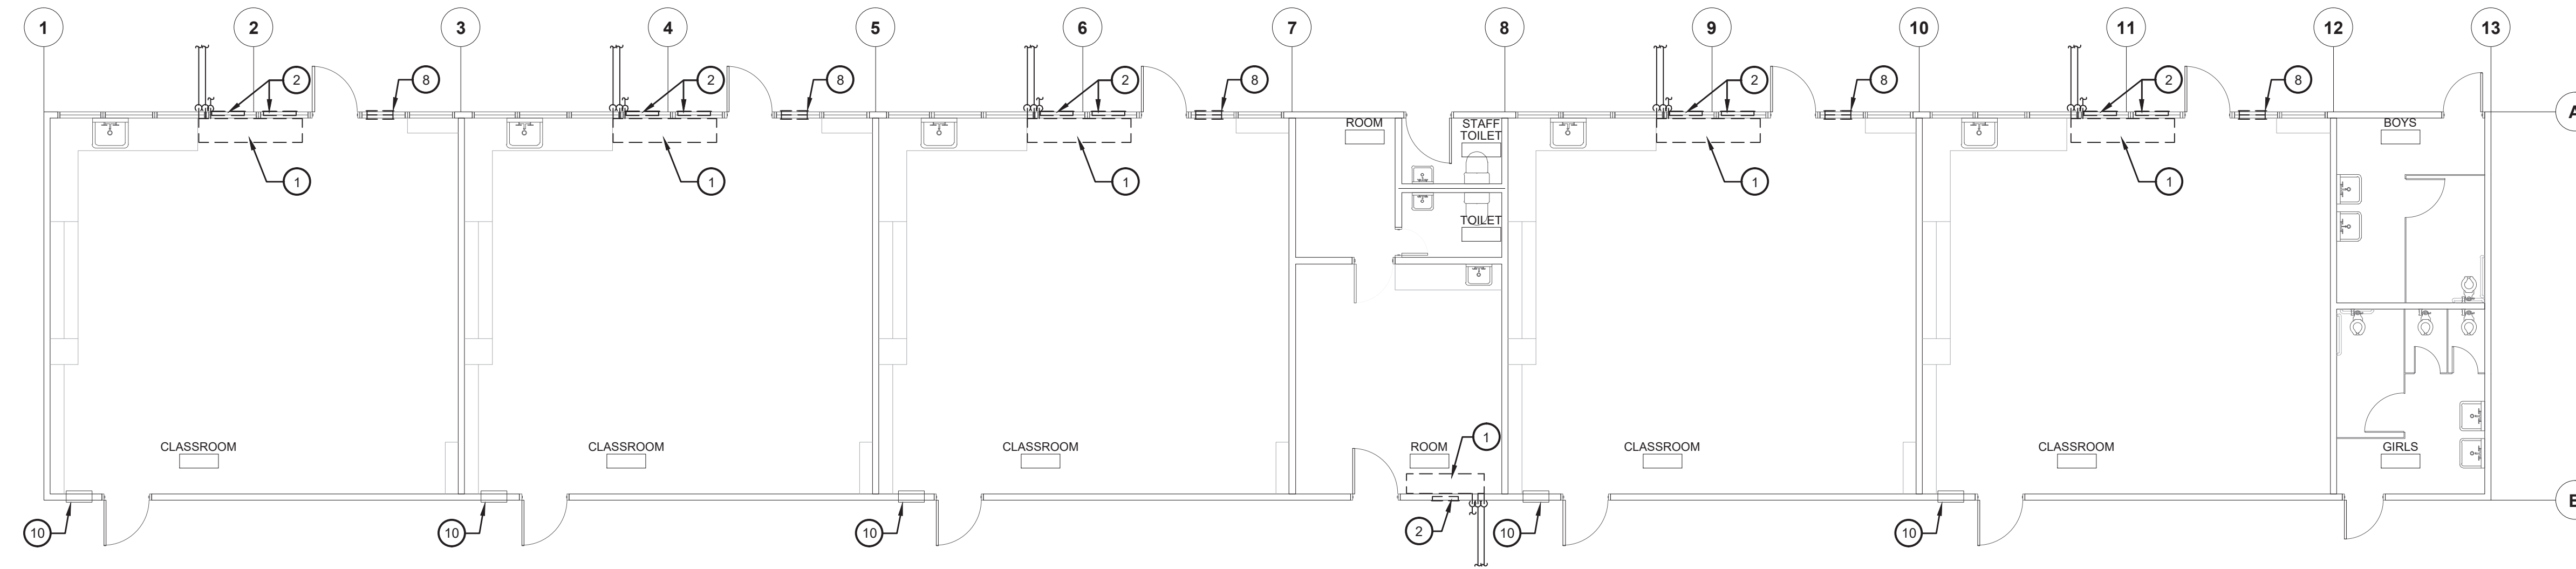 1 2 3 4 5 6 7 8 9 10 11 12 13
2 8 2 8 2 8 2 8 2 8
A
ROOM
STAFF
TOILET
BOYS
1 1 1 1 1
TOILET
1
CLASSROOM CLASSROOM CLASSROOM ROOM CLASSROOM CLASSROOM GIRLS
10 10 10 2 10 10